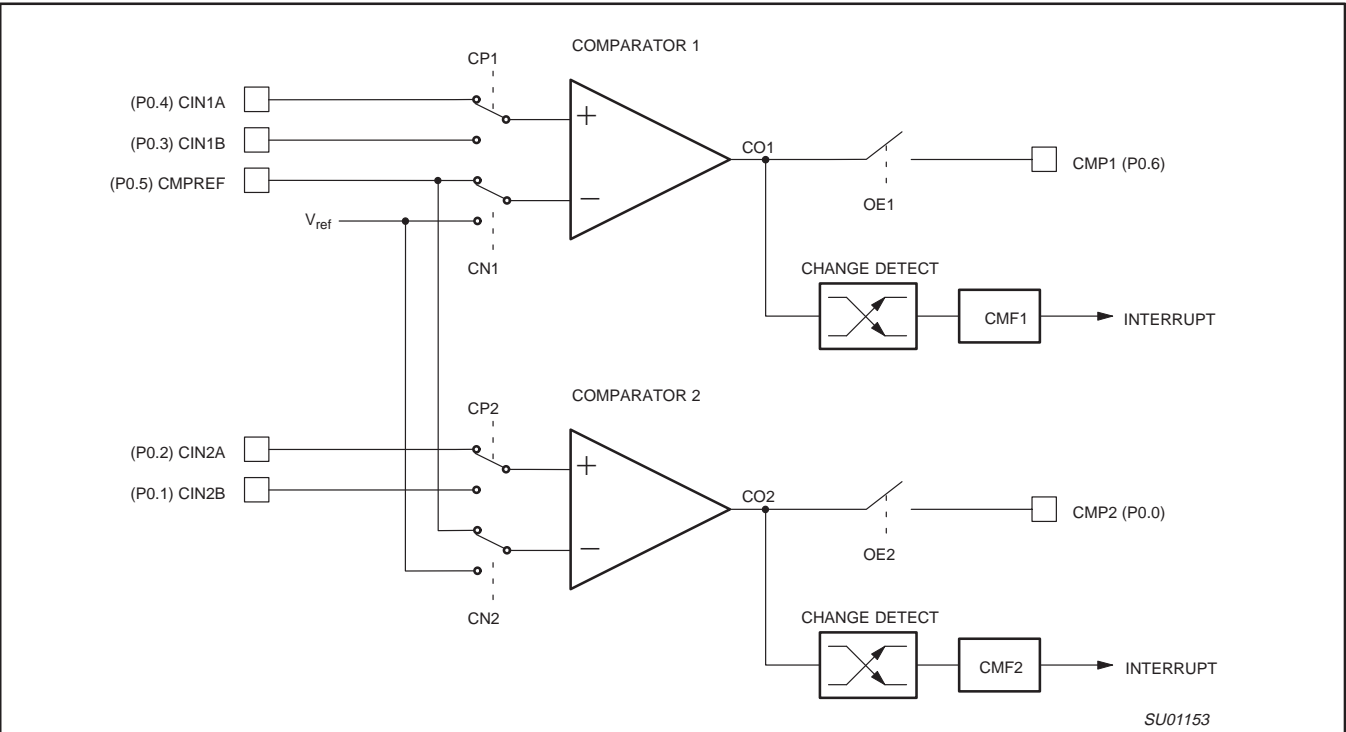 COMPARATOR 1
CP1
(P0.4) CIN1A
+
(P0.3) CIN1B
CO1
CMP1 (P0.6)
(P0.5) CMPREF
−
OE1
Vref
CN1
CHANGE DETECT
CMF1
INTERRUPT
COMPARATOR 2
CP2
(P0.2) CIN2A
+
(P0.1) CIN2B
CO2
CMP2 (P0.0)
−
OE2
CN2
CHANGE DETECT
CMF2
INTERRUPT
SU01153